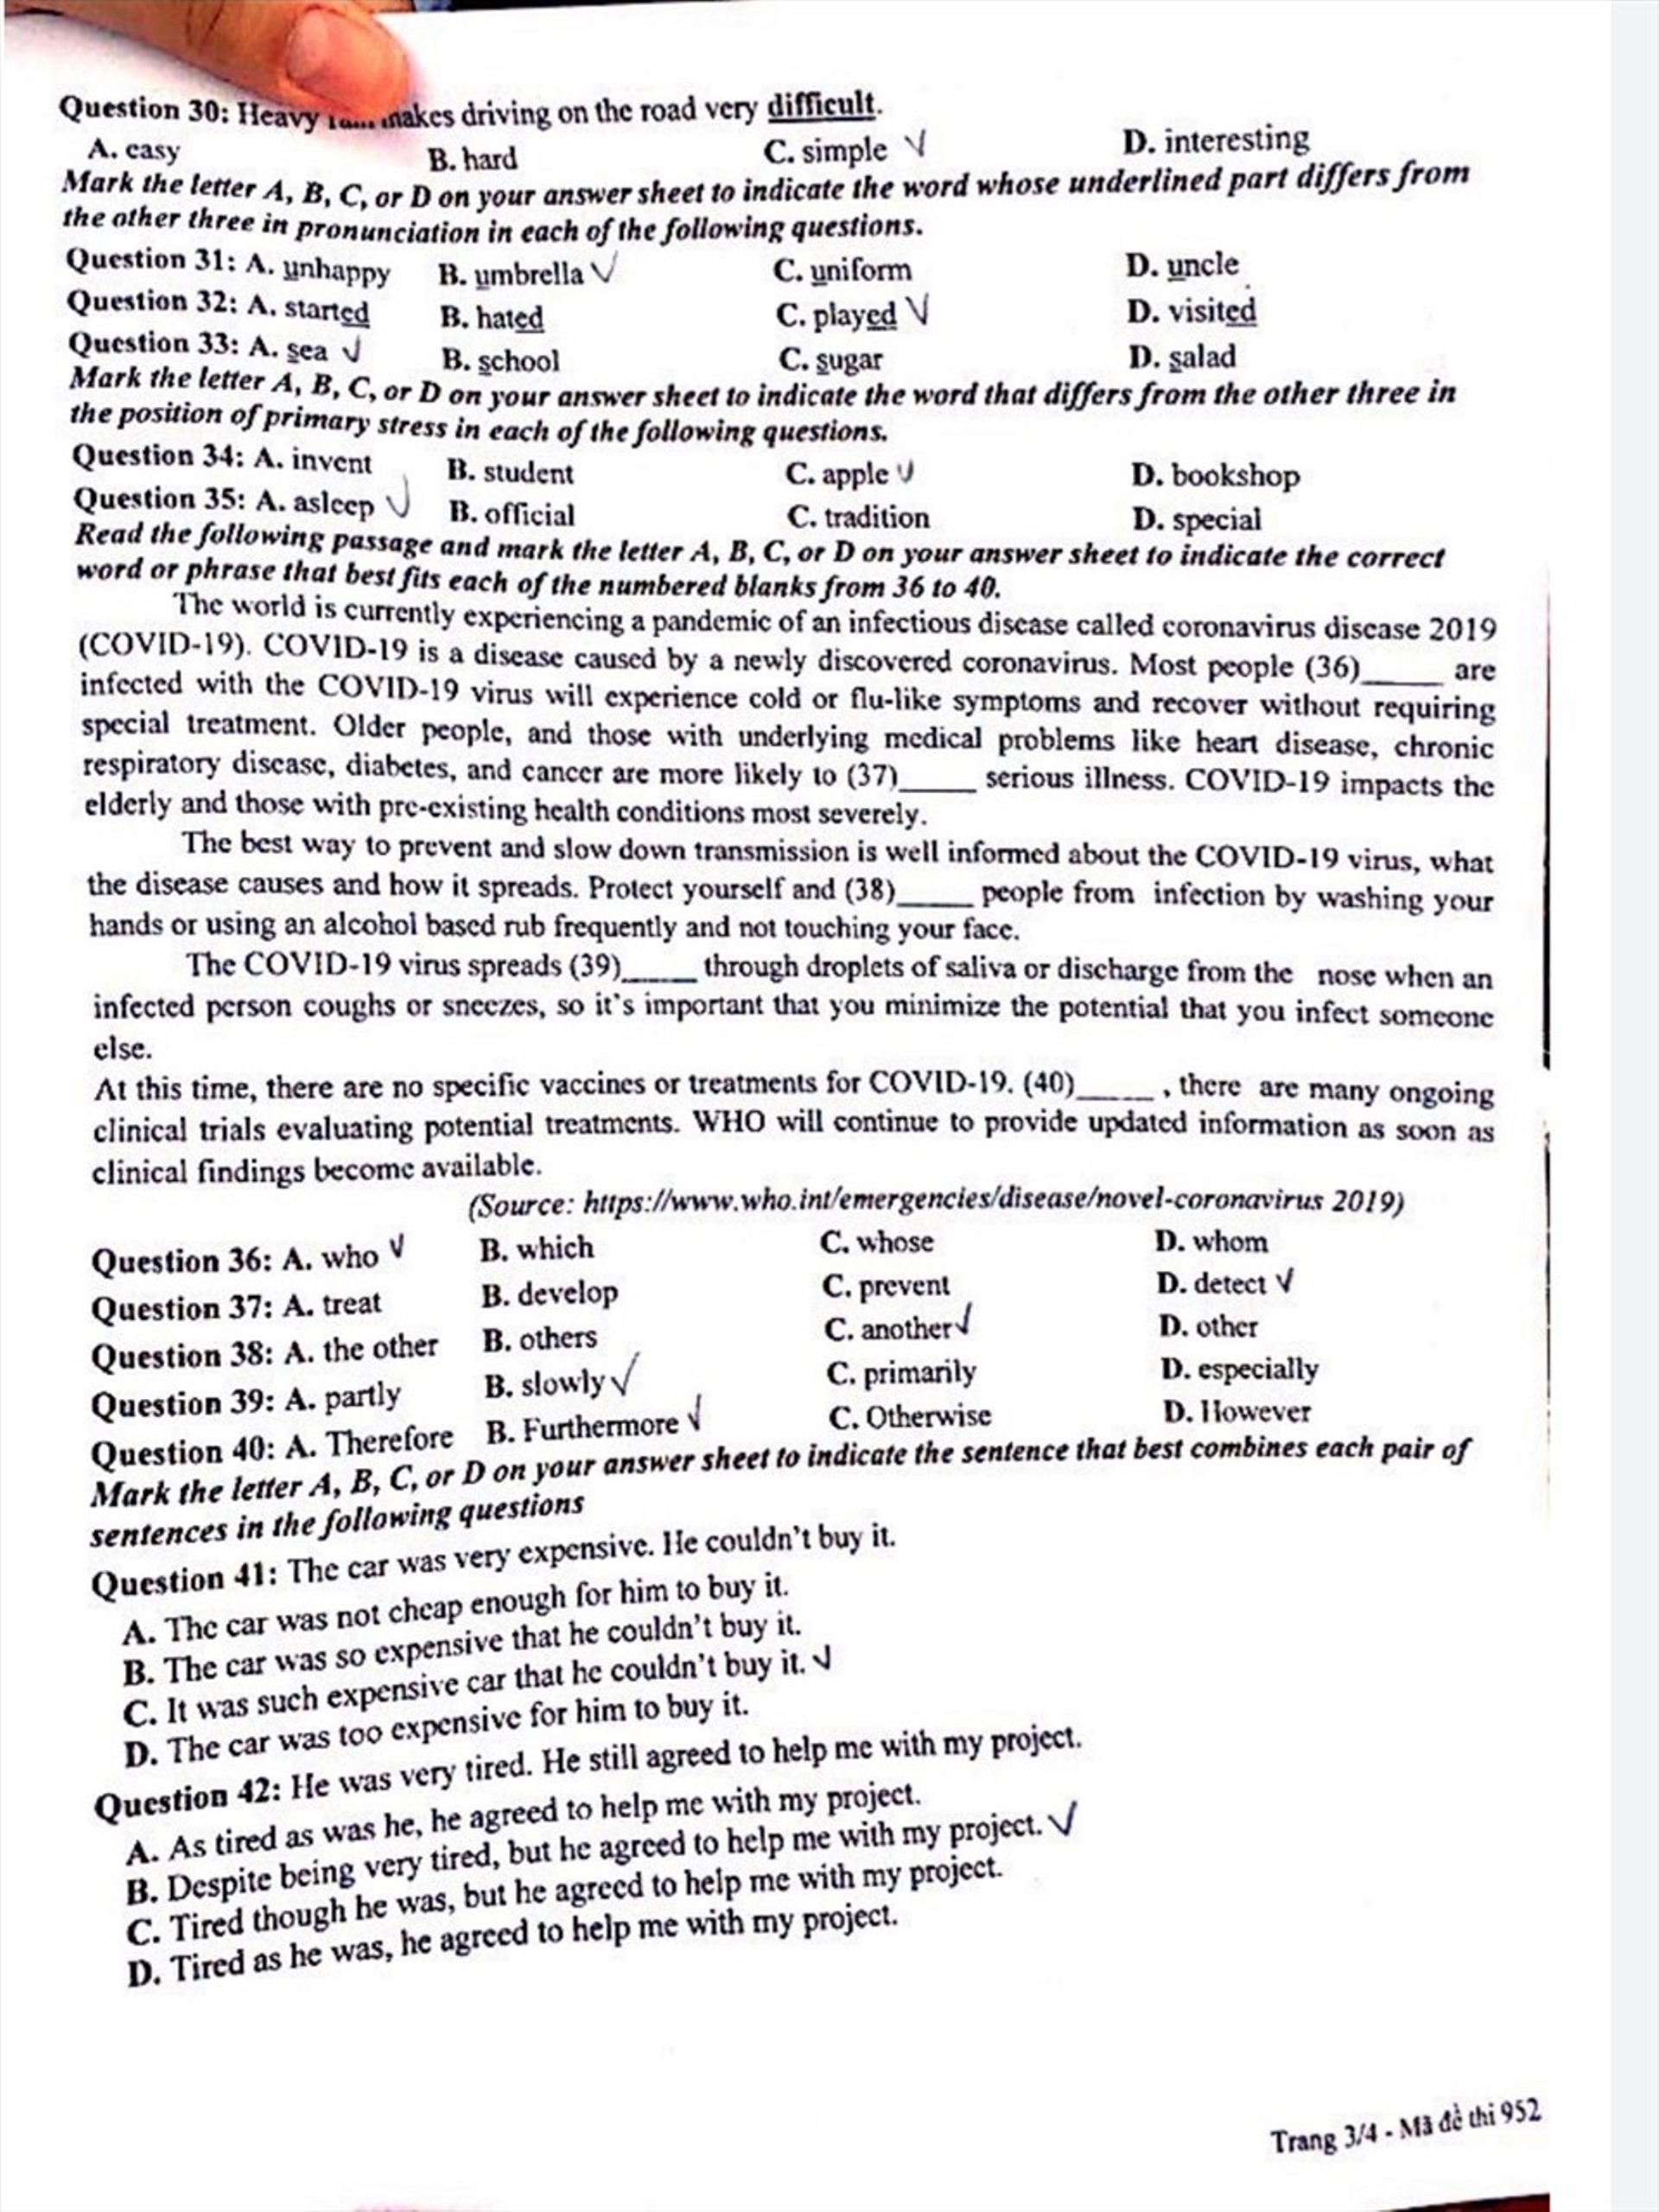 Question 30: Heavy makes driving on the road very difficult.
A. easy B. hard C. simple D. interesting
Mark the letter A, B, C, or D on your answer sheet to indicate the word whose underlined part differs from
the other three in pronunciation in each of the following questions.
Question 31: A. unhappy B. umbrella C. uniform D. uncle
Question 32: A. started B. hated C. played D. visited
Question 33: A. sea B. school C. sugar D. salad
Mark the letter A, B, C, or D on your answer sheet to indicate the word that differs from the other three in
the position of primary stress in each of the following questions.
Question 34: A. invent B. student C. apple D. bookshop
Question 35: A. asleep B. official C. tradition D. special
Read the following passage and mark the letter A, B, C, or D on your answer sheet to indicate the correct
word or phrase that best fits each of the numbered blanks from 36 to 40.
The world is currently experiencing a pandemic of an infectious disease called coronavirus disease 2019
(COVID-19). COVID-19 is a disease caused by a newly discovered coronavirus. Most people (36)_____ are
infected with the COVID-19 virus will experience cold or flu-like symptoms and recover without requiring
special treatment. Older people, and those with underlying medical problems like heart disease, chronic
respiratory disease, diabetes, and cancer are more likely to (37)_____ serious illness. COVID-19 impacts the
elderly and those with pre-existing health conditions most severely.
The best way to prevent and slow down transmission is well informed about the COVID-19 virus, what
the disease causes and how it spreads. Protect yourself and (38)_____ people from infection by washing your
hands or using an alcohol based rub frequently and not touching your face.
The COVID-19 virus spreads (39)_____ through droplets of saliva or discharge from the nose when an
infected person coughs or sneezes, so it's important that you minimize the potential that you infect someone
else.
At this time, there are no specific vaccines or treatments for COVID-19. (40)_____ , there are many ongoing
clinical trials evaluating potential treatments. WHO will continue to provide updated information as soon as
clinical findings become available.
(Source: https://www.who.int/emergencies/disease/novel-coronavirus 2019)
Question 36: A. who B. which C. whose D. whom
Question 37: A. treat B. develop C. prevent D. detect
Question 38: A. the other B. others C. another D. other
Question 39: A. partly B. slowly C. primarily D. especially
Question 40: A. Therefore B. Furthermore C. Otherwise D. However
Mark the letter A, B, C, or D on your answer sheet to indicate the sentence that best combines each pair of
sentences in the following questions
Question 41: The car was very expensive. He couldn't buy it.
A. The car was not cheap enough for him to buy it.
B. The car was so expensive that he couldn't buy it.
C. It was such expensive car that he couldn't buy it.
D. The car was too expensive for him to buy it.
Question 42: He was very tired. He still agreed to help me with my project.
A. As tired as was he, he agreed to help me with my project.
B. Despite being very tired, but he agreed to help me with my project.
C. Tired though he was, but he agreed to help me with my project.
D. Tired as he was, he agreed to help me with my project.
Trang 3/4 - Mã đề thi 952